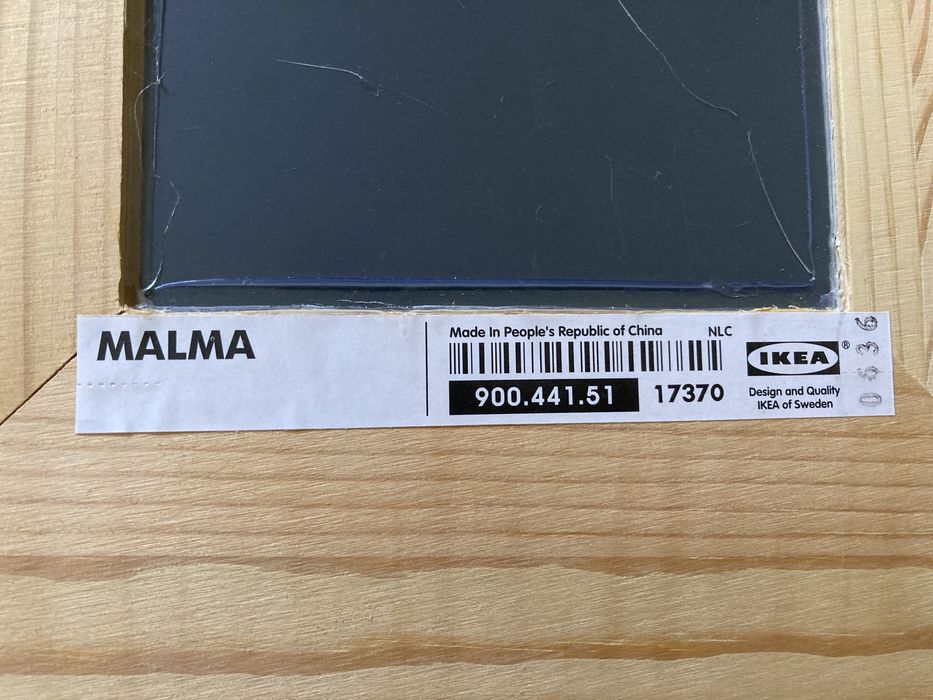 MALMA
Made In People's Republic of China NLC
900.441.51 17370
IKEA®
Design and Quality
IKEA of Sweden
0536